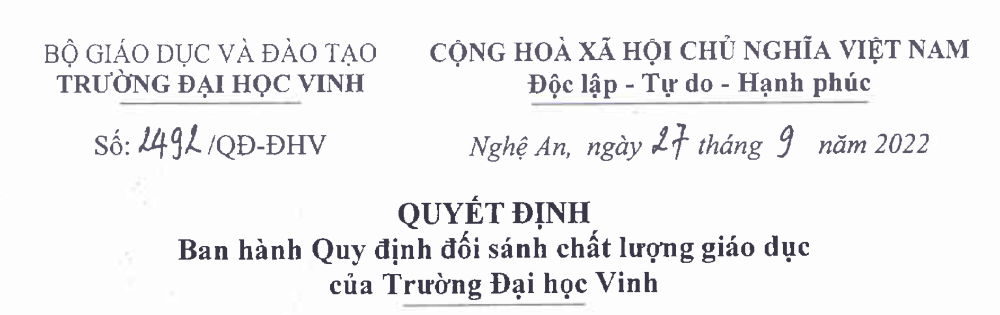 BỘ GIÁO DỤC VÀ ĐÀO TẠO
TRƯỜNG ĐẠI HỌC VINH
CỘNG HOÀ XÃ HỘI CHỦ NGHĨA VIỆT NAM
Độc lập - Tự do - Hạnh phúc
Số: 2492 /QĐ-ĐHV
Nghệ An, ngày 27 tháng 9 năm 2022
QUYẾT ĐỊNH
Ban hành Quy định đối sánh chất lượng giáo dục
của Trường Đại học Vinh